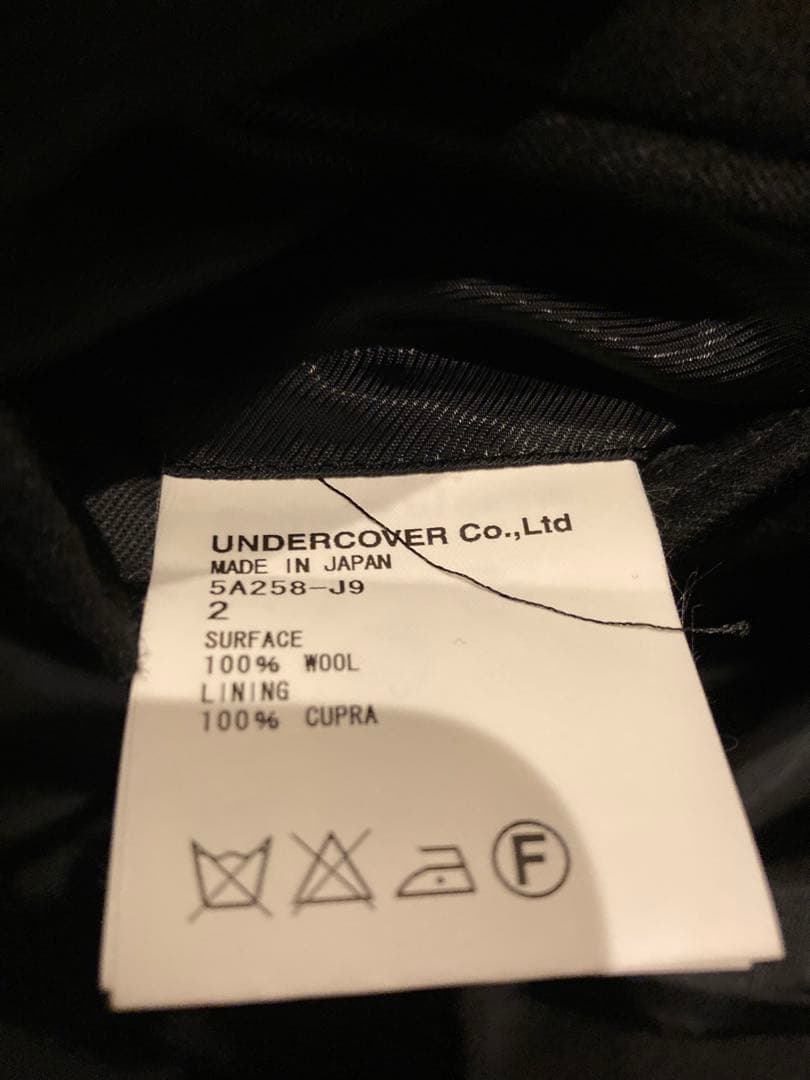 UNDERCOVER Co.,Ltd
MADE IN JAPAN
5A258-J9
2
SURFACE
100% WOOL
LINING
100% CUPRA
F